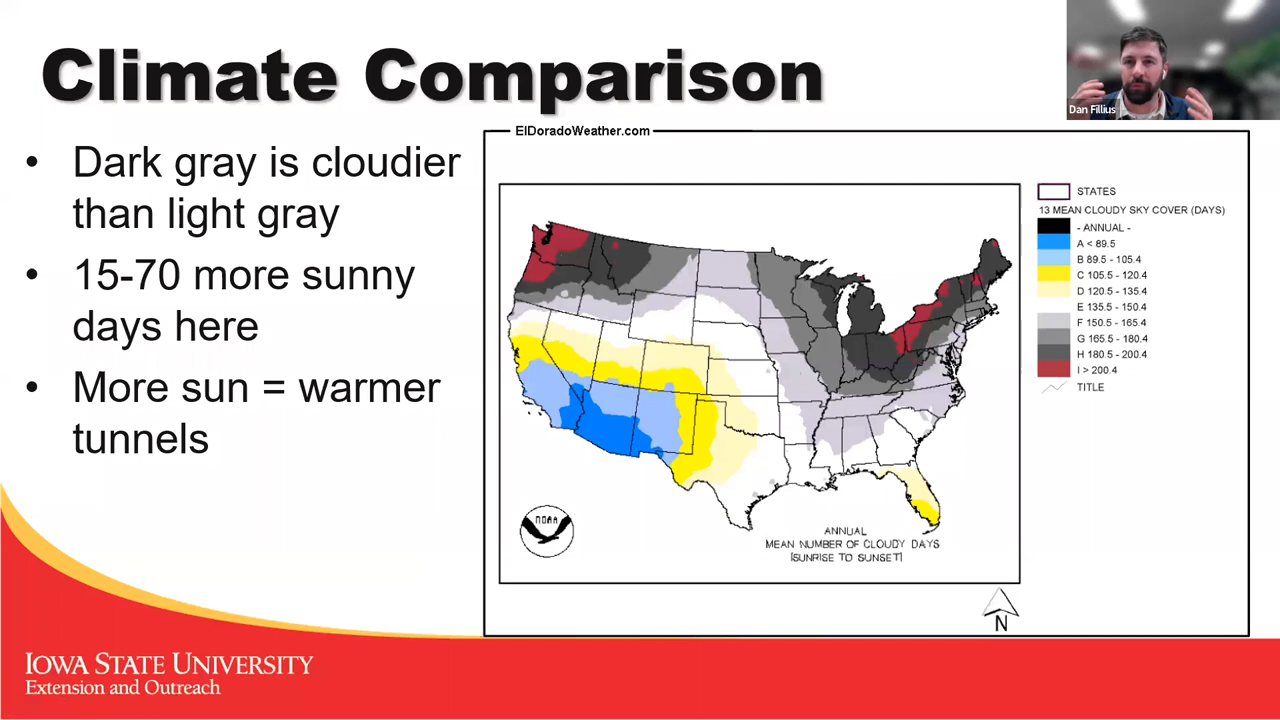 Climate Comparison
Dan Fillius
• Dark gray is cloudier
than light gray
• 15-70 more sunny
days here
• More sun = warmer
tunnels
ElDoradoWeather.com
STATES
13 MEAN CLOUDY SKY COVER (DAYS)
- ANNUAL -
A < 89.5
B 89.5 - 105.4
C 105.5 - 120.4
D 120.5 - 135.4
E 135.5 - 150.4
F 150.5 - 165.4
G 165.5 - 180.4
H 180.5 - 200.4
I > 200.4
TITLE
NOAA
ANNUAL
MEAN NUMBER OF CLOUDY DAYS
(SUNRISE TO SUNSET)
N
IOWA STATE UNIVERSITY
Extension and Outreach